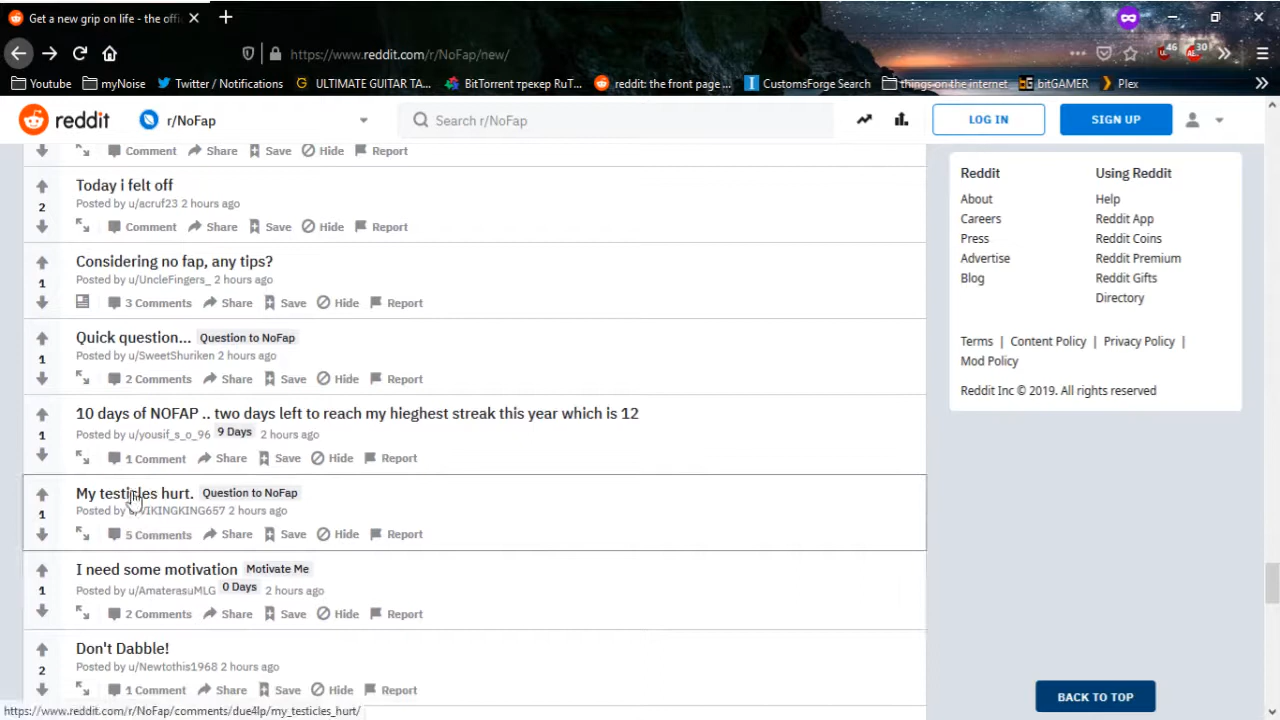 Get a new grip on life - the offi
https://www.reddit.com/r/NoFap/new/
46
30
Youtube
myNoise
Twitter / Notifications
G ULTIMATE GUITAR TA...
BitTorrent трекер RuT...
reddit: the front page ...
CustomsForge Search
things on the internet
bitGAMER
Plex
reddit
r/NoFap
Search r/NoFap
LOG IN
SIGN UP
Comment Share Save Hide Report
Today i felt off
Posted by u/acruf23 2 hours ago
2
Comment Share Save Hide Report
Considering no fap, any tips?
Posted by u/UncleFingers_ 2 hours ago
1
3 Comments Share Save Hide Report
Quick question... Question to NoFap
Posted by u/SweetShuriken 2 hours ago
1
2 Comments Share Save Hide Report
10 days of NOFAP .. two days left to reach my hieghest streak this year which is 12
Posted by u/yousif_s_o_96 9 Days 2 hours ago
1
1 Comment Share Save Hide Report
My testicles hurt. Question to NoFap
Posted by u/VIKINGKING657 2 hours ago
1
5 Comments Share Save Hide Report
I need some motivation Motivate Me
Posted by u/AmaterasuMLG 0 Days 2 hours ago
1
2 Comments Share Save Hide Report
Don't Dabble!
Posted by u/Newtothis1968 2 hours ago
2
1 Comment Share Save Hide Report
Reddit Using Reddit
About Help
Careers Reddit App
Press Reddit Coins
Advertise Reddit Premium
Blog Reddit Gifts
Directory
Terms | Content Policy | Privacy Policy |
Mod Policy
Reddit Inc © 2019. All rights reserved
BACK TO TOP
https://www.reddit.com/r/NoFap/comments/due4lp/my_testicles_hurt/